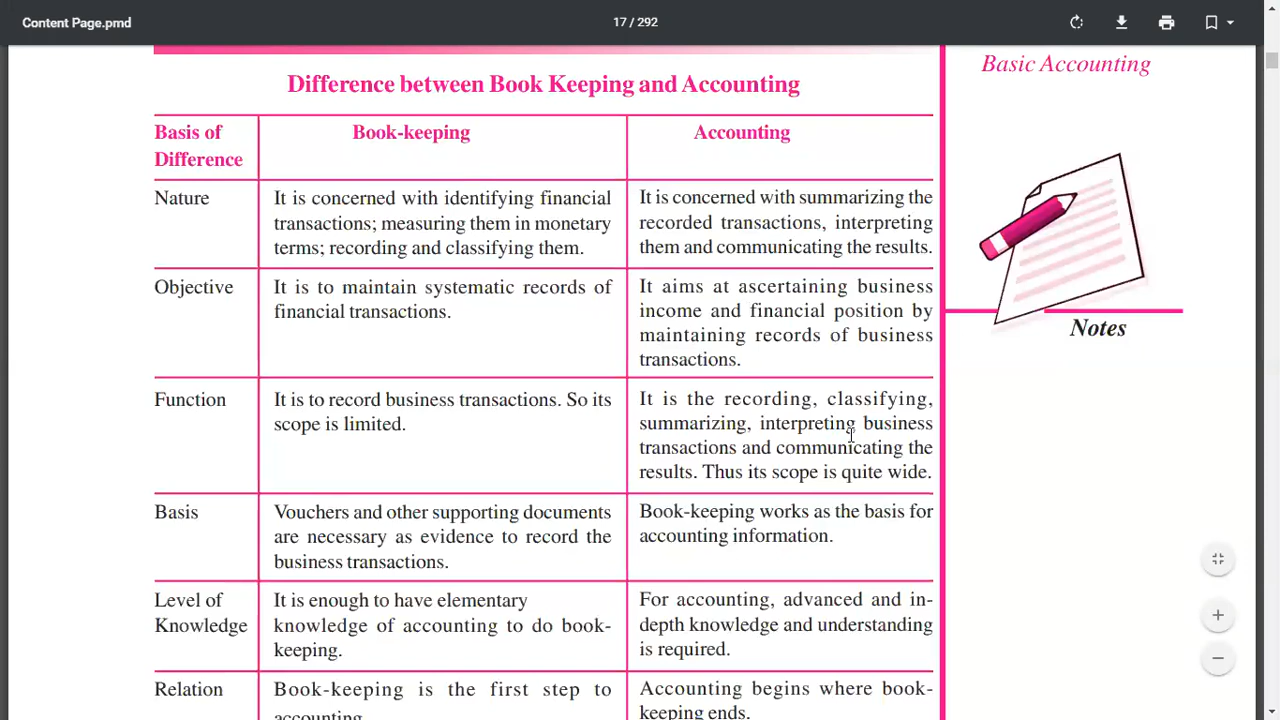 Content Page.pmd
17 / 292
Basic Accounting
Difference between Book Keeping and Accounting
Basis of
Difference
Book-keeping
Accounting
Nature
It is concerned with identifying financial
transactions; measuring them in monetary
terms; recording and classifying them.
It is concerned with summarizing the
recorded transactions, interpreting
them and communicating the results.
Objective
It is to maintain systematic records of
financial transactions.
It aims at ascertaining business
income and financial position by
maintaining records of business
transactions.
Function
It is to record business transactions. So its
scope is limited.
It is the recording, classifying,
summarizing, interpreting business
transactions and communicating the
results. Thus its scope is quite wide.
Basis
Vouchers and other supporting documents
are necessary as evidence to record the
business transactions.
Book-keeping works as the basis for
accounting information.
Level of
Knowledge
It is enough to have elementary
knowledge of accounting to do book-
keeping.
For accounting, advanced and in-
depth knowledge and understanding
is required.
Relation
Book-keeping is the first step to
accounting.
Accounting begins where book-
keeping ends.
Notes